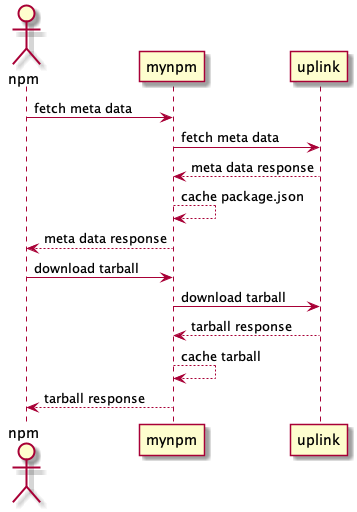 npm
mynpm
uplink
fetch meta data
fetch meta data
meta data response
cache package.json
meta data response
download tarball
download tarball
tarball response
cache tarball
tarball response
npm
mynpm
uplink